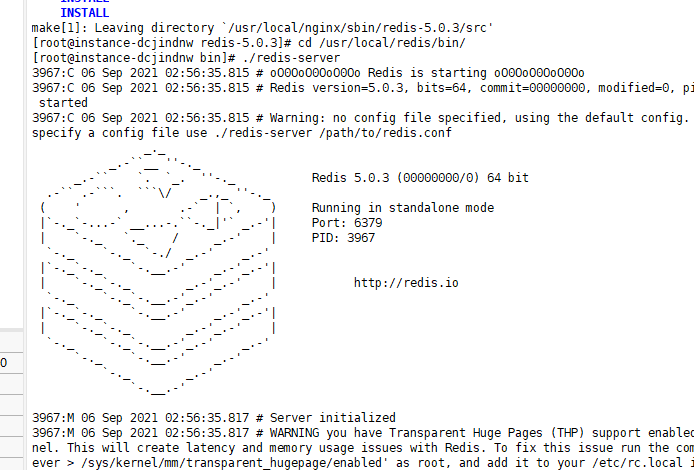 INSTALL
INSTALL
make[1]: Leaving directory `/usr/local/nginx/sbin/redis-5.0.3/src'
[root@instance-dcjindnw redis-5.0.3]# cd /usr/local/redis/bin/
[root@instance-dcjindnw bin]# ./redis-server
3967:C 06 Sep 2021 02:56:35.815 # oO0OoO0OoO0Oo Redis is starting oO0OoO0OoO0Oo
3967:C 06 Sep 2021 02:56:35.815 # Redis version=5.0.3, bits=64, commit=00000000, modified=0, pi
started
3967:C 06 Sep 2021 02:56:35.815 # Warning: no config file specified, using the default config.
specify a config file use ./redis-server /path/to/redis.conf
Redis 5.0.3 (00000000/0) 64 bit
Running in standalone mode
Port: 6379
PID: 3967
http://redis.io
0
3967:M 06 Sep 2021 02:56:35.817 # Server initialized
3967:M 06 Sep 2021 02:56:35.817 # WARNING you have Transparent Huge Pages (THP) support enabled
nel. This will create latency and memory usage issues with Redis. To fix this issue run the com
ever > /sys/kernel/mm/transparent_hugepage/enabled' as root, and add it to your /etc/rc.local i